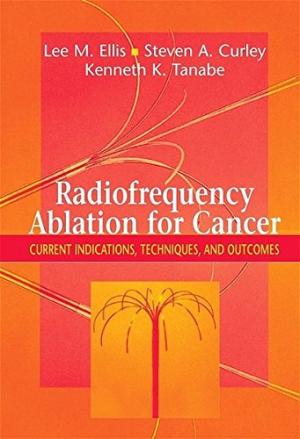 Lee M. Ellis ▪ Steven A. Curley
Kenneth K. Tanabe
Radiofrequency
Ablation for Cancer
CURRENT INDICATIONS, TECHNIQUES, AND OUTCOMES